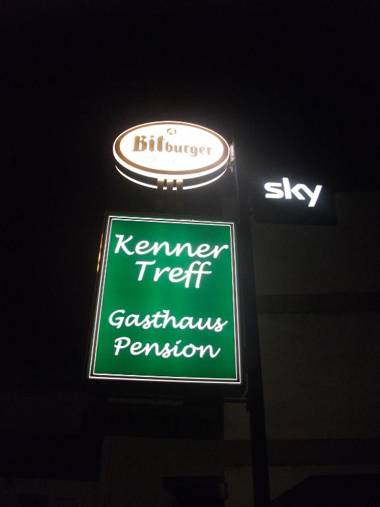 Bitburger
sky
Kenner
Treff
Gasthaus
Pension